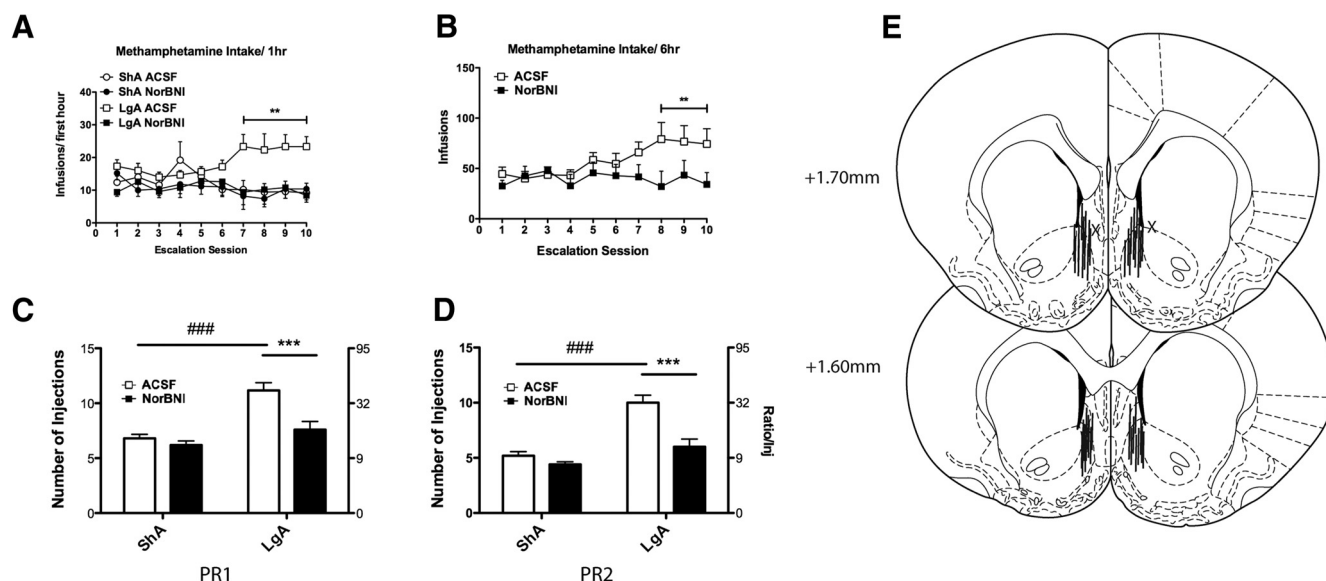 A
Methamphetamine Intake/ 1hr
ShA ACSF
ShA NorBNI
LgA ACSF
LgA NorBNI
**
Infusions/ first hour
40
30
20
10
0
0 1 2 3 4 5 6 7 8 9 10
Escalation Session
B
Methamphetamine Intake/ 6hr
ACSF
NorBNI
**
Infusions
150
100
50
0
0 1 2 3 4 5 6 7 8 9 10
Escalation Session
C
###
***
ACSF
NorBNI
Number of Injections
15
10
5
0
95
32
9
0
ShA LgA
PR1
D
###
***
ACSF
NorBNI
Number of Injections
15
10
5
0
95
32
9
0
Ratio/Inj
ShA LgA
PR2
E
+1.70mm
X X
+1.60mm